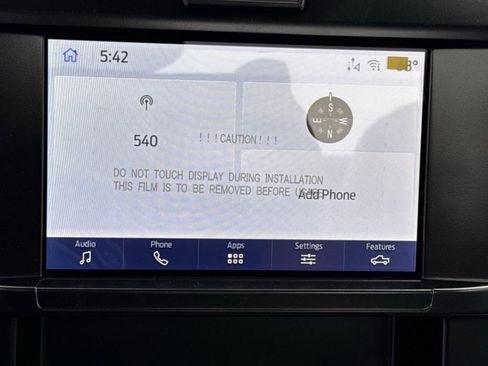 5:42
8°
540
! ! ! CAUTION ! ! !
S
E W
N
DO NOT TOUCH DISPLAY DURING INSTALLATION
THIS FILM IS TO BE REMOVED BEFORE
Add Phone
Audio Phone Apps Settings Features